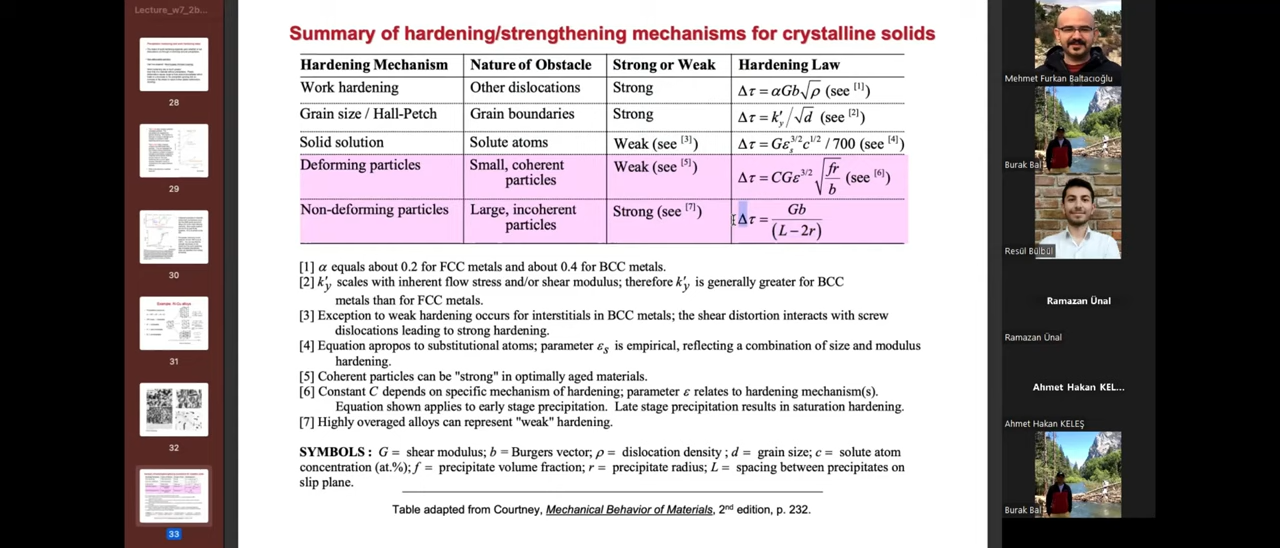 Lecture_w7_2b...
28
29
30
31
32
33
Summary of hardening/strengthening mechanisms for crystalline solids
Hardening Mechanism Nature of Obstacle Strong or Weak Hardening Law
Work hardening Other dislocations Strong Δτ = αGb√ρ (see [1])
Grain size / Hall-Petch Grain boundaries Strong Δτ = k′y/√d (see [2])
Solid solution Solute atoms Weak (see [3]) Δτ = Gεs^3/2 c^1/2 / 700 (see [4])
Deforming particles Small, coherent particles Weak (see [5]) Δτ = CGε^3/2 √(fr/b) (see [6])
Non-deforming particles Large, incoherent particles Strong (see [7]) Δτ = Gb/(L−2r)
[1] α equals about 0.2 for FCC metals and about 0.4 for BCC metals.
[2] k′y scales with inherent flow stress and/or shear modulus; therefore k′y is generally greater for BCC
metals than for FCC metals.
[3] Exception to weak hardening occurs for interstitials in BCC metals; the shear distortion interacts with screw
dislocations leading to strong hardening.
[4] Equation apropos to substitutional atoms; parameter εs is empirical, reflecting a combination of size and modulus
hardening.
[5] Coherent particles can be "strong" in optimally aged materials.
[6] Constant C depends on specific mechanism of hardening; parameter ε relates to hardening mechanism(s).
Equation shown applies to early stage precipitation. Late stage precipitation results in saturation hardening.
[7] Highly overaged alloys can represent "weak" hardening.
SYMBOLS : G = shear modulus; b = Burgers vector; ρ = dislocation density ; d = grain size; c = solute atom
concentration (at.%); f = precipitate volume fraction; r = precipitate radius; L = spacing between precipitates on
slip plane.
Table adapted from Courtney, Mechanical Behavior of Materials, 2nd edition, p. 232.
Mehmet Furkan Baltacıoğlu
Burak Bal
Resül Bülbül
Ramazan Ünal
Ramazan Ünal
Ahmet Hakan KEL...
Ahmet Hakan KELEŞ
Burak Bal